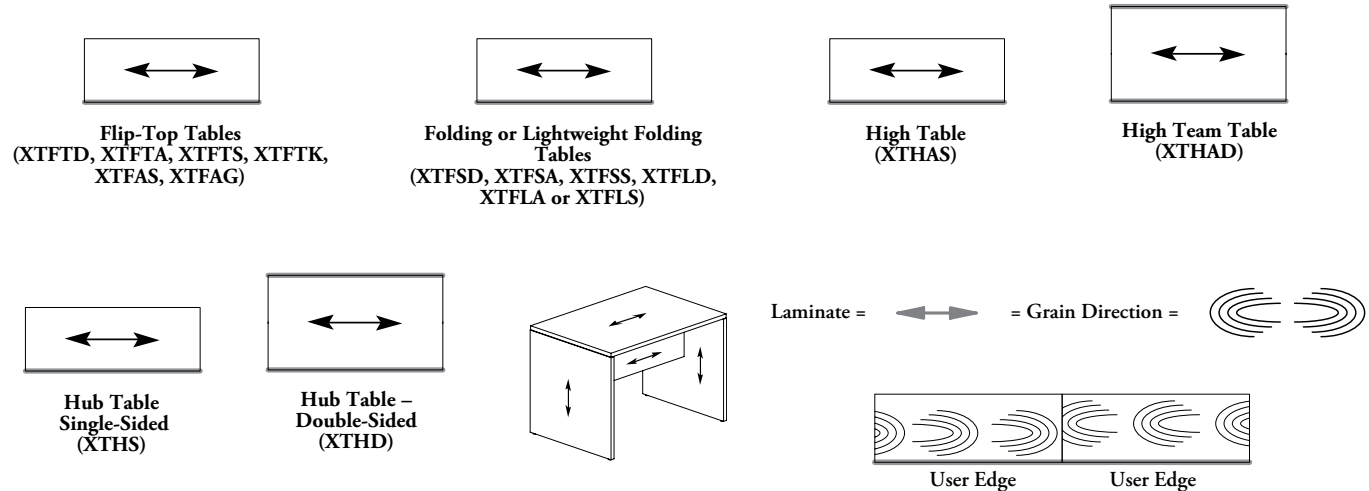 Flip-Top Tables
(XTFTD, XTFTA, XTFTS, XTFTK,
XTFAS, XTFAG)
Folding or Lightweight Folding
Tables
(XTFSD, XTFSA, XTFSS, XTFLD,
XTFLA or XTFLS)
High Table
(XTHAS)
High Team Table
(XTHAD)
Hub Table
Single-Sided
(XTHS)
Hub Table –
Double-Sided
(XTHD)
Laminate = = Grain Direction =
User Edge User Edge